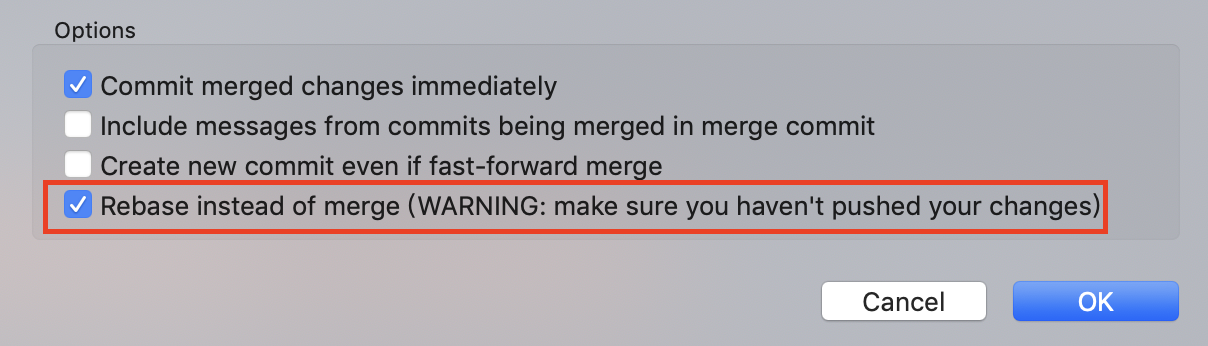 Options
Commit merged changes immediately
Include messages from commits being merged in merge commit
Create new commit even if fast-forward merge
Rebase instead of merge (WARNING: make sure you haven't pushed your changes)
Cancel
OK